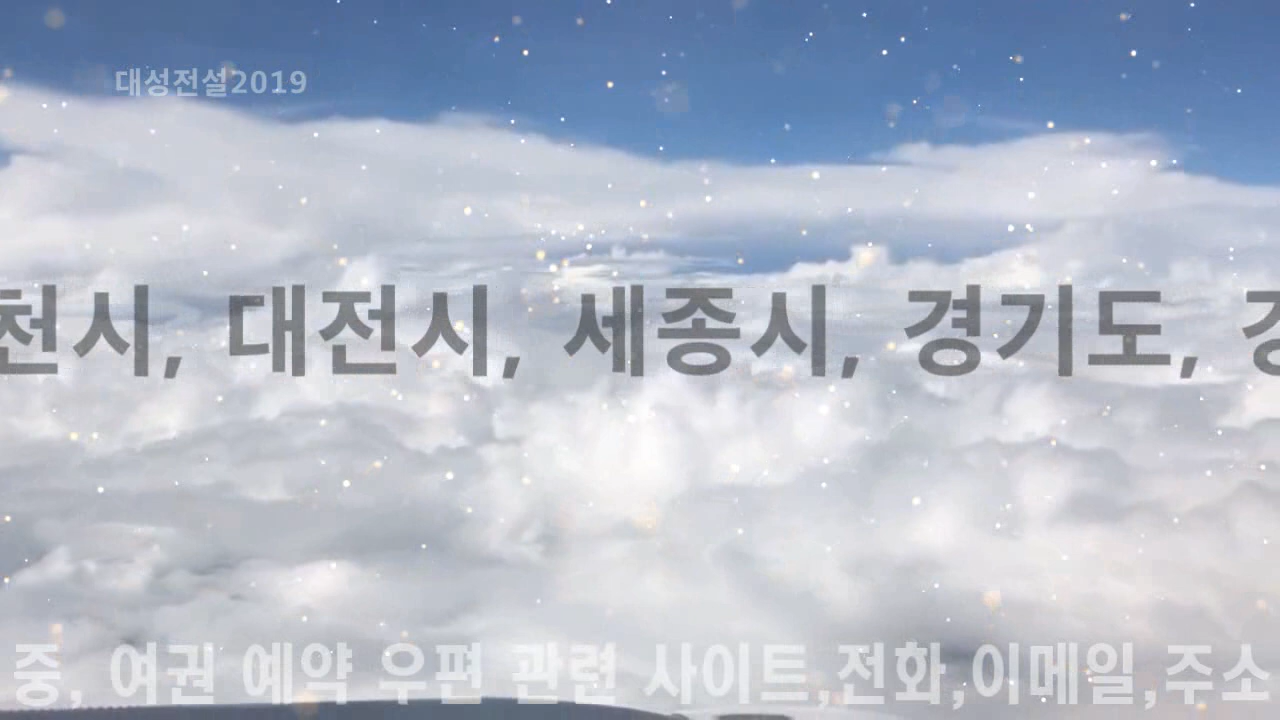 대성전설2019
천시, 대전시, 세종시, 경기도,
중, 여권 예약 우편 관련 사이트,전화,이메일,주소